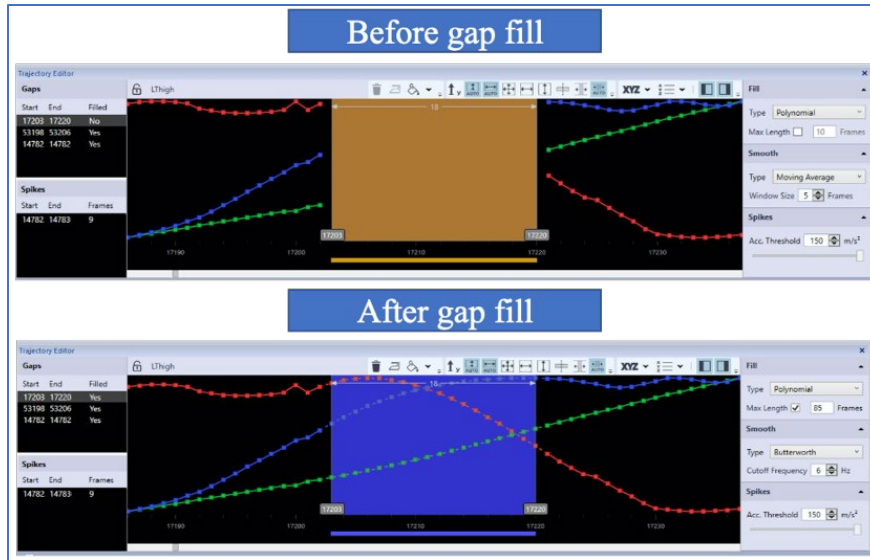 Before gap fill
Trajectory Editor
Gaps
LThigh
XYZ
Fill
Start End Filled
17203 17220 No
53198 53206 Yes
14782 14782 Yes
18
Type Polynomial
Max Length 10 Frames
Smooth
Type Moving Average
Window Size 5 Frames
Spikes
Start End Frames
14782 14783 9
Spikes
Acc. Threshold 150 m/s²
17203 17220
17190 17200 17210 17220 17230
After gap fill
Trajectory Editor
Gaps
LThigh
XYZ
Fill
Start End Filled
17203 17220 Yes
53198 53206 Yes
14782 14782 Yes
18
Type Polynomial
Max Length 85 Frames
Smooth
Type Butterworth
Cutoff Frequency 6 Hz
Spikes
Start End Frames
14782 14783 9
Spikes
Acc. Threshold 150 m/s²
17203 17220
17190 17200 17210 17220 17230